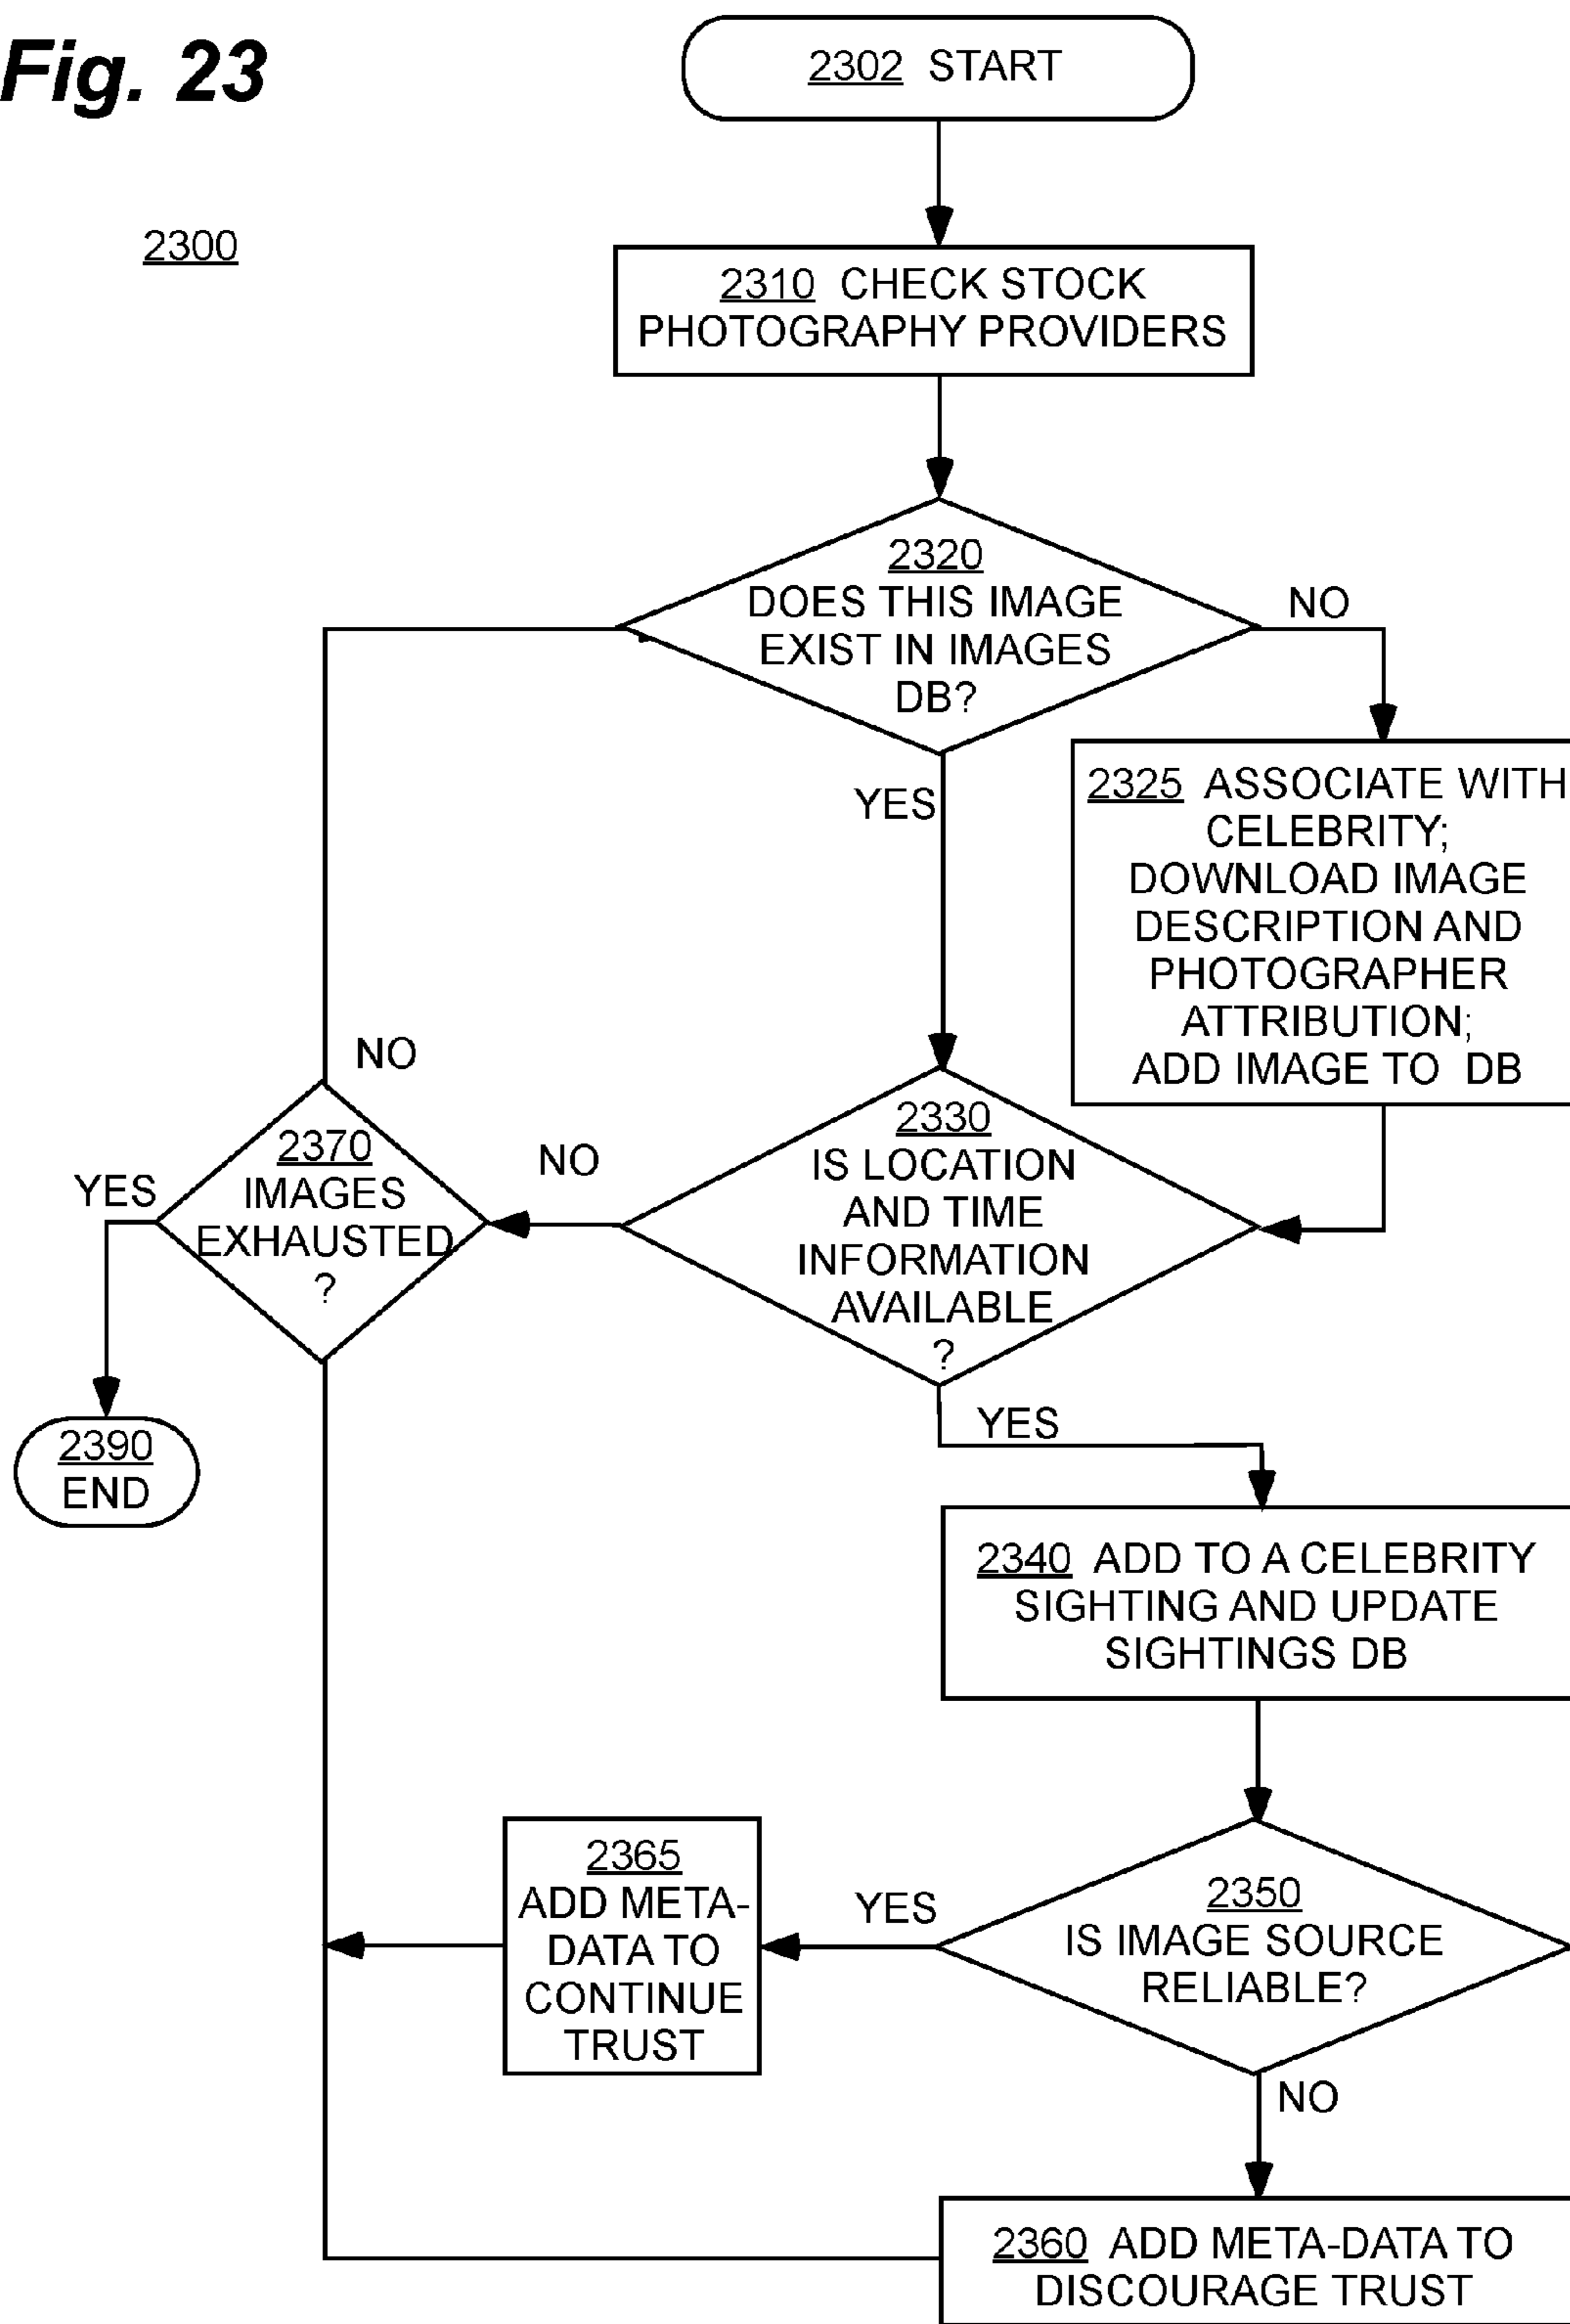 Fig. 23
2302 START
2300
2310 CHECK STOCK
PHOTOGRAPHY PROVIDERS
2320
DOES THIS IMAGE
EXIST IN IMAGES
DB?
NO
YES
2325 ASSOCIATE WITH
CELEBRITY;
DOWNLOAD IMAGE
DESCRIPTION AND
PHOTOGRAPHER
ATTRIBUTION;
ADD IMAGE TO DB
NO
2370
IMAGES
EXHAUSTED
?
YES
NO
2330
IS LOCATION
AND TIME
INFORMATION
AVAILABLE
?
YES
2390
END
2340 ADD TO A CELEBRITY
SIGHTING AND UPDATE
SIGHTINGS DB
2365
ADD META-
DATA TO
CONTINUE
TRUST
YES
2350
IS IMAGE SOURCE
RELIABLE?
NO
2360 ADD META-DATA TO
DISCOURAGE TRUST